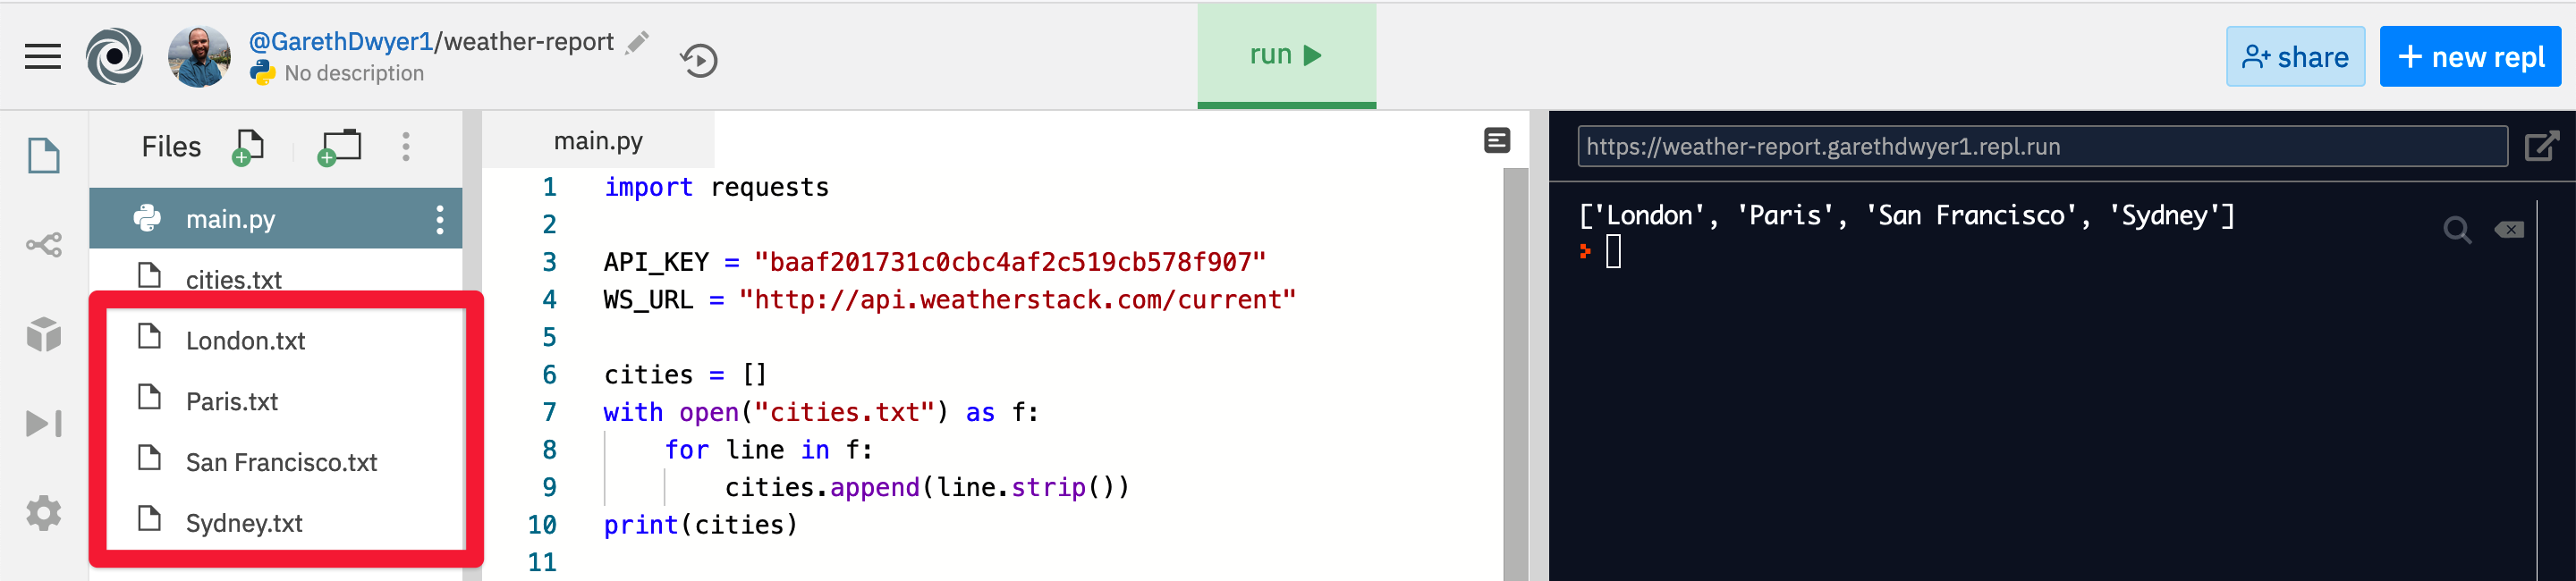 @GarethDwyer1/weather-report
No description
run
share
+ new repl
Files
main.py
cities.txt
London.txt
Paris.txt
San Francisco.txt
Sydney.txt
main.py
1 import requests
2
3 API_KEY = "baaf201731c0cbc4af2c519cb578f907"
4 WS_URL = "http://api.weatherstack.com/current"
5
6 cities = []
7 with open("cities.txt") as f:
8     for line in f:
9         cities.append(line.strip())
10 print(cities)
11
https://weather-report.garethdwyer1.repl.run
['London', 'Paris', 'San Francisco', 'Sydney']